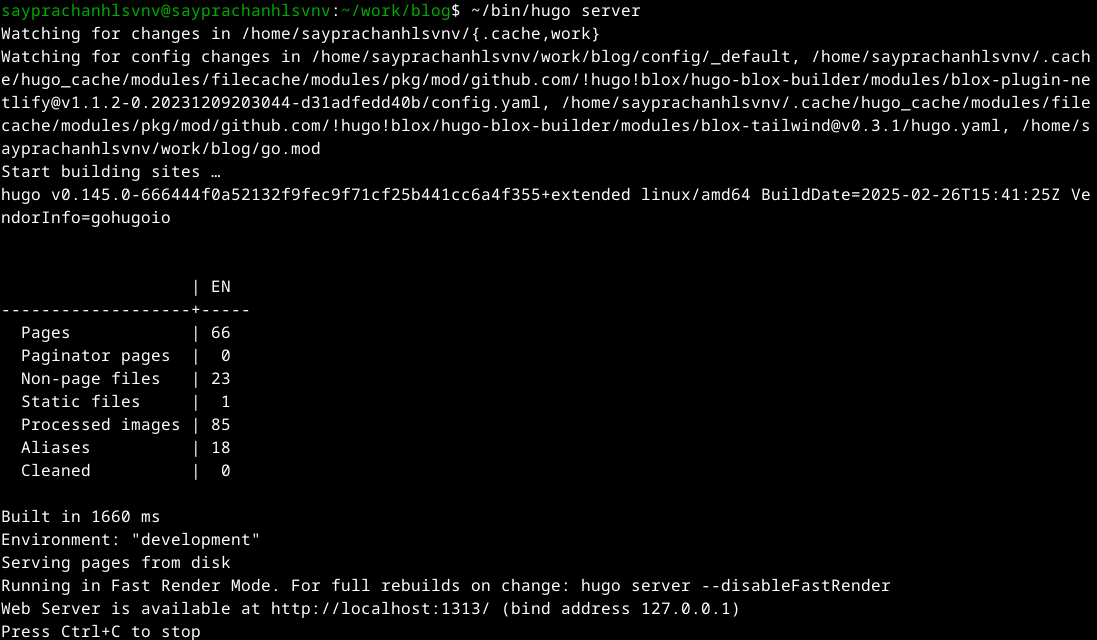 sayprachanhlsvnv@sayprachanhlsvnv:~/work/blog$ ~/bin/hugo server
Watching for changes in /home/sayprachanhlsvnv/{.cache,work}
Watching for config changes in /home/sayprachanhlsvnv/work/blog/config/_default, /home/sayprachanhlsvnv/.cach
e/hugo_cache/modules/filecache/modules/pkg/mod/github.com/!hugo!blox/hugo-blox-builder/modules/blox-plugin-ne
tlify@v1.1.2-0.20231209203044-d31adfedd40b/config.yaml, /home/sayprachanhlsvnv/.cache/hugo_cache/modules/file
cache/modules/pkg/mod/github.com/!hugo!blox/hugo-blox-builder/modules/blox-tailwind@v0.3.1/hugo.yaml, /home/s
ayprachanhlsvnv/work/blog/go.mod
Start building sites …
hugo v0.145.0-666444f0a52132f9fec9f71cf25b441cc6a4f355+extended linux/amd64 BuildDate=2025-02-26T15:41:25Z Ve
ndorInfo=gohugoio
                   | EN
-------------------+-----
  Pages            | 66
  Paginator pages  |  0
  Non-page files   | 23
  Static files     |  1
  Processed images | 85
  Aliases          | 18
  Cleaned          |  0
Built in 1660 ms
Environment: "development"
Serving pages from disk
Running in Fast Render Mode. For full rebuilds on change: hugo server --disableFastRender
Web Server is available at http://localhost:1313/ (bind address 127.0.0.1)
Press Ctrl+C to stop